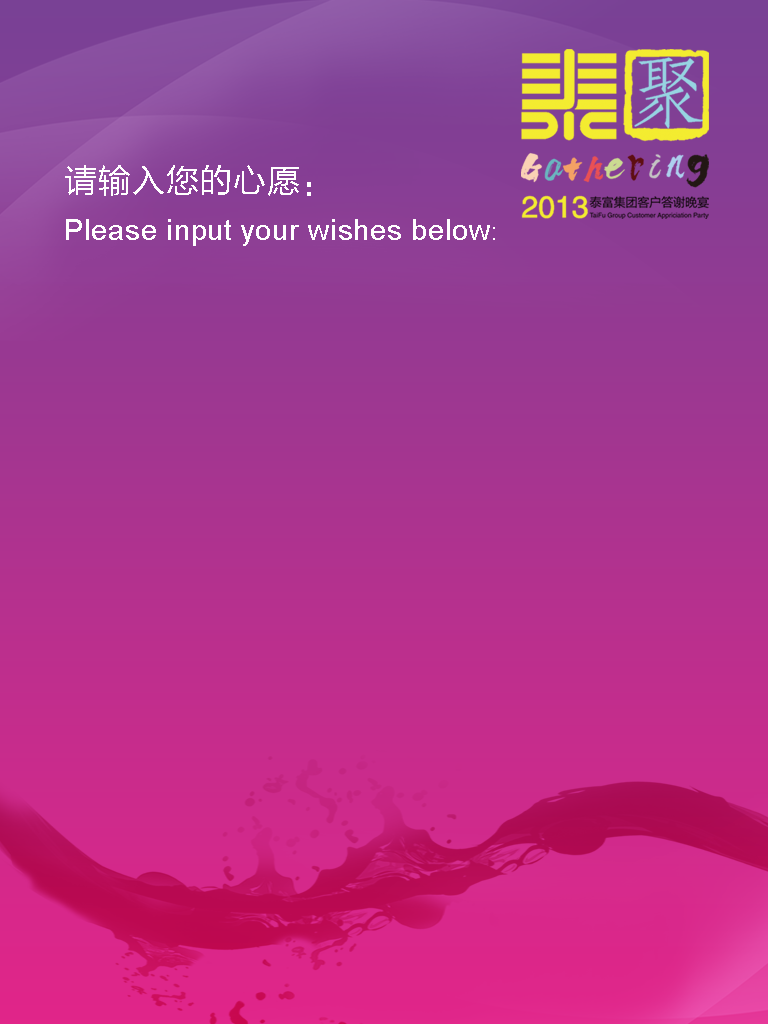 聚
Gathering
2013 泰富集团客户答谢晚宴
TaiFu Group Customer Appriciation Party
请输入您的心愿：
Please input your wishes below: